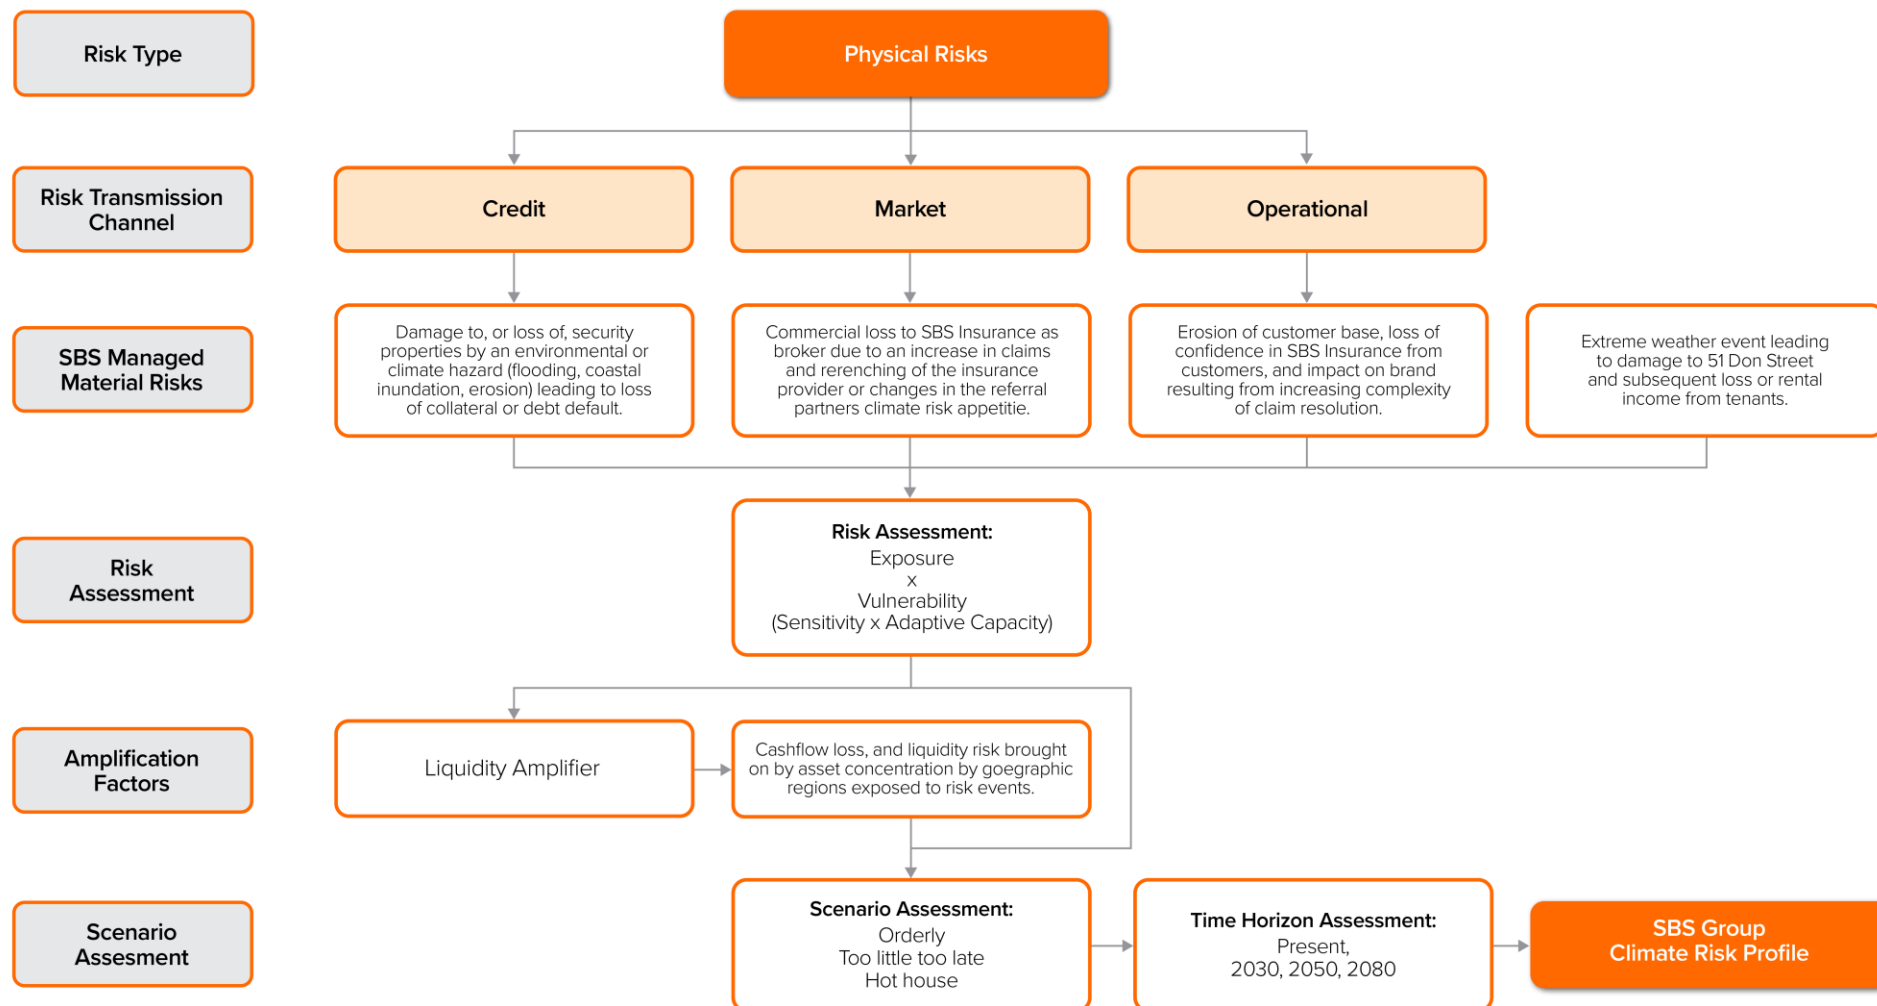 Risk Type
Physical Risks
Risk Transmission
Channel
Credit
Market
Operational
SBS Managed
Material Risks
Damage to, or loss of, security
properties by an environmental or
climate hazard (flooding, coastal
inundation, erosion) leading to loss
of collateral or debt default.
Commercial loss to SBS Insurance as
broker due to an increase in claims
and rerenching of the insurance
provider or changes in the referral
partners climate risk appetitie.
Erosion of customer base, loss of
confidence in SBS Insurance from
customers, and impact on brand
resulting from increasing complexity
of claim resolution.
Extreme weather event leading
to damage to 51 Don Street
and subsequent loss or rental
income from tenants.
Risk
Assessment
Risk Assessment:
Exposure
x
Vulnerability
(Sensitivity x Adaptive Capacity)
Amplification
Factors
Liquidity Amplifier
Cashflow loss, and liquidity risk brought
on by asset concentration by goegraphic
regions exposed to risk events.
Scenario
Assesment
Scenario Assessment:
Orderly
Too little too late
Hot house
Time Horizon Assessment:
Present,
2030, 2050, 2080
SBS Group
Climate Risk Profile